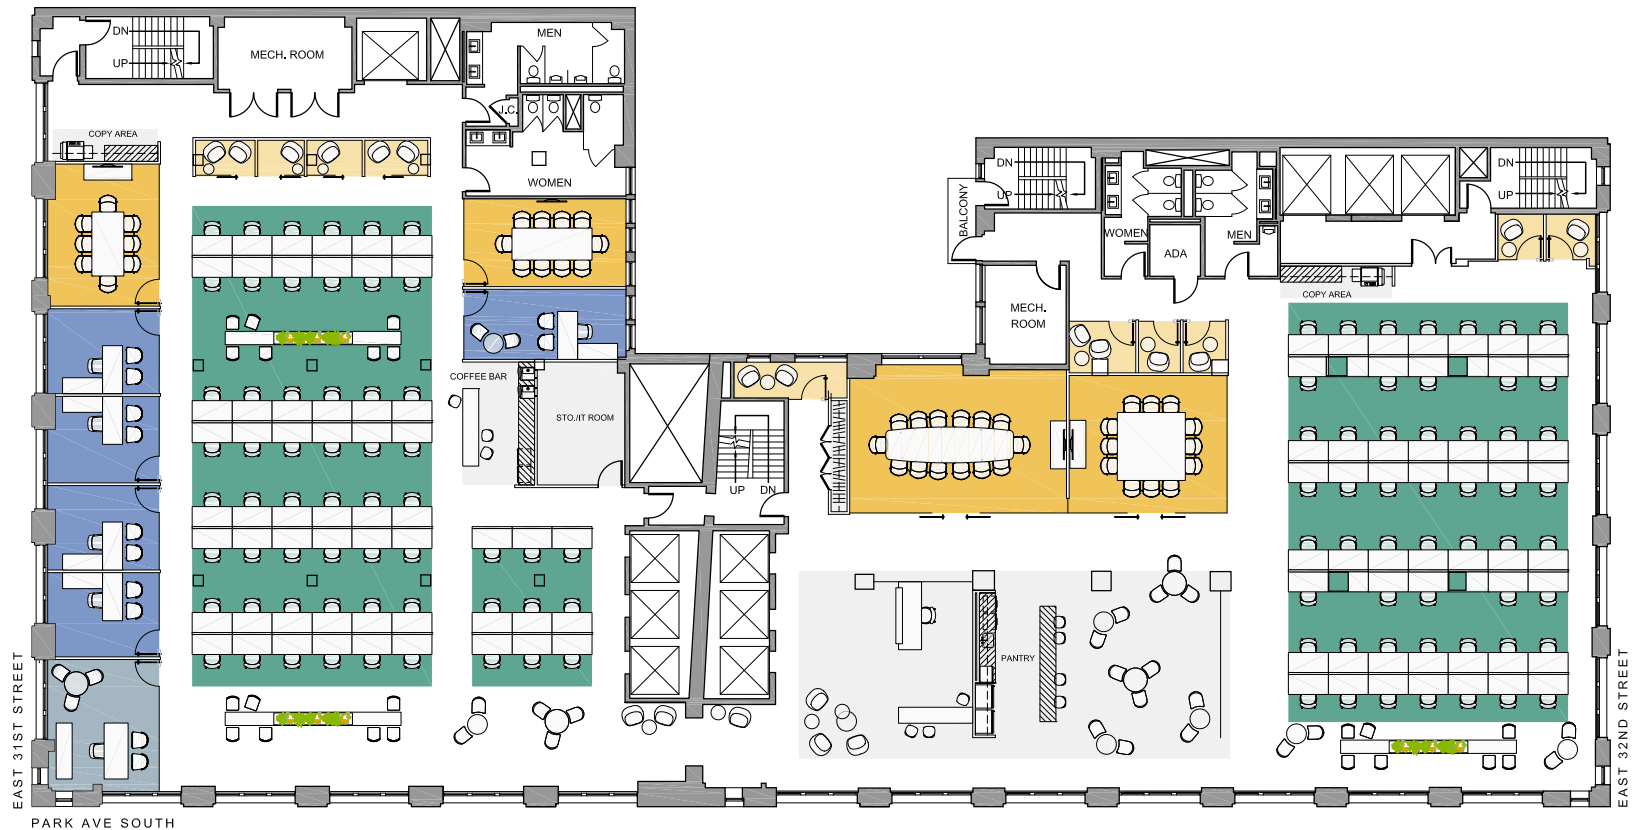 DN
UP
MECH. ROOM
MEN
J.C.
WOMEN
COPY AREA
COFFEE BAR
STO./IT ROOM
UP
DN
BALCONY
DN
UP
WOMEN
MEN
ADA
MECH.
ROOM
DN
UP
COPY AREA
PANTRY
EAST 31ST STREET
EAST 32ND STREET
PARK AVE SOUTH